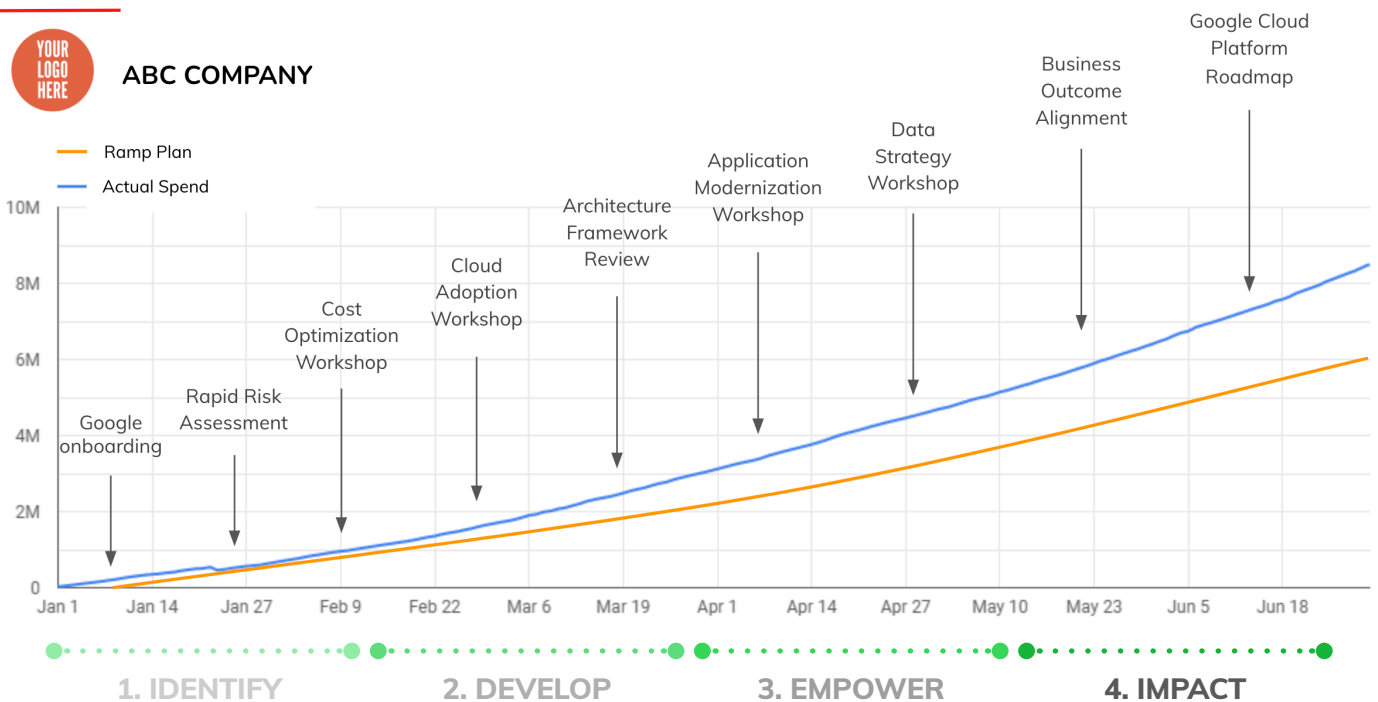 YOUR
LOGO
HERE
ABC COMPANY
Ramp Plan
Actual Spend
Google Cloud
Platform
Roadmap
Business
Outcome
Alignment
Data
Strategy
Workshop
Application
Modernization
Workshop
Architecture
Framework
Review
Cloud
Adoption
Workshop
Cost
Optimization
Workshop
Rapid Risk
Assessment
Google
onboarding
10M
8M
6M
4M
2M
0
Jan 1 Jan 14 Jan 27 Feb 9 Feb 22 Mar 6 Mar 19 Apr 1 Apr 14 Apr 27 May 10 May 23 Jun 5 Jun 18
1. IDENTIFY 2. DEVELOP 3. EMPOWER 4. IMPACT